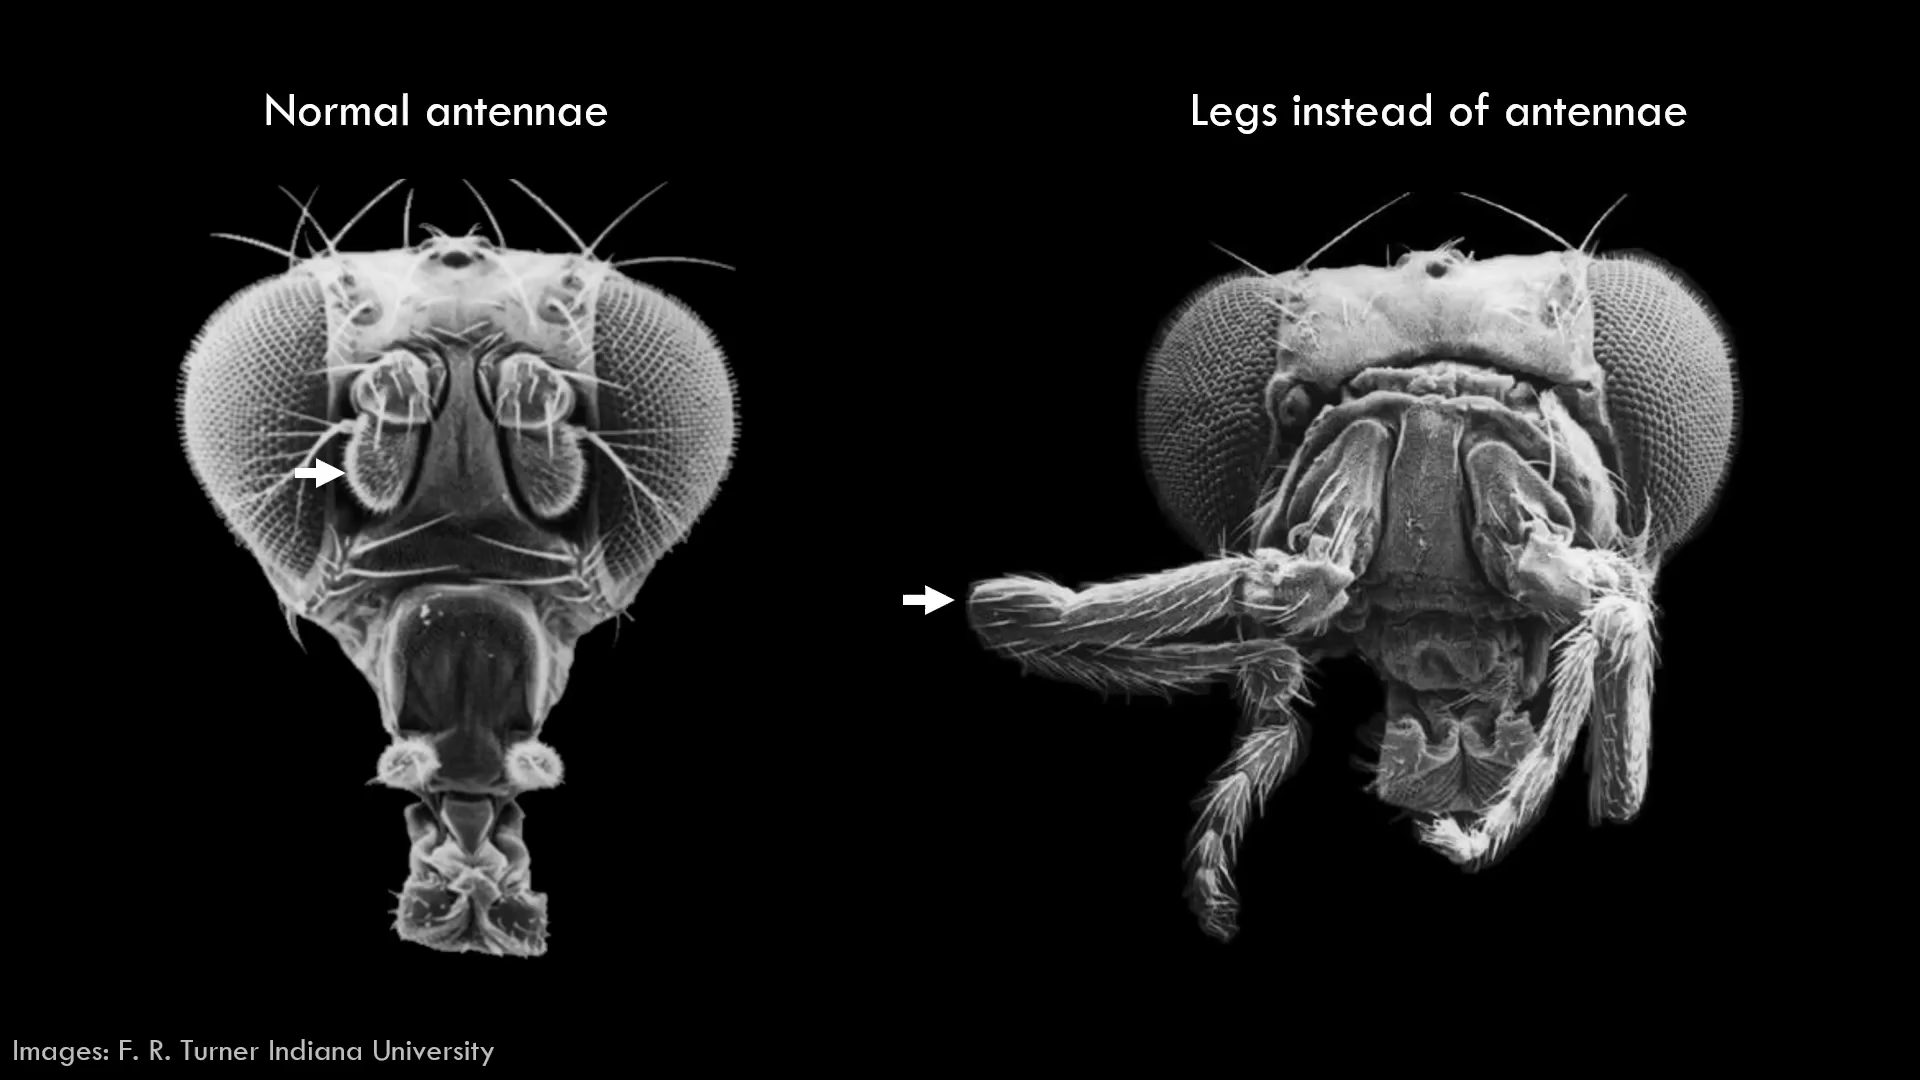 Normal antennae
Legs instead of antennae
Images: F. R. Turner Indiana University